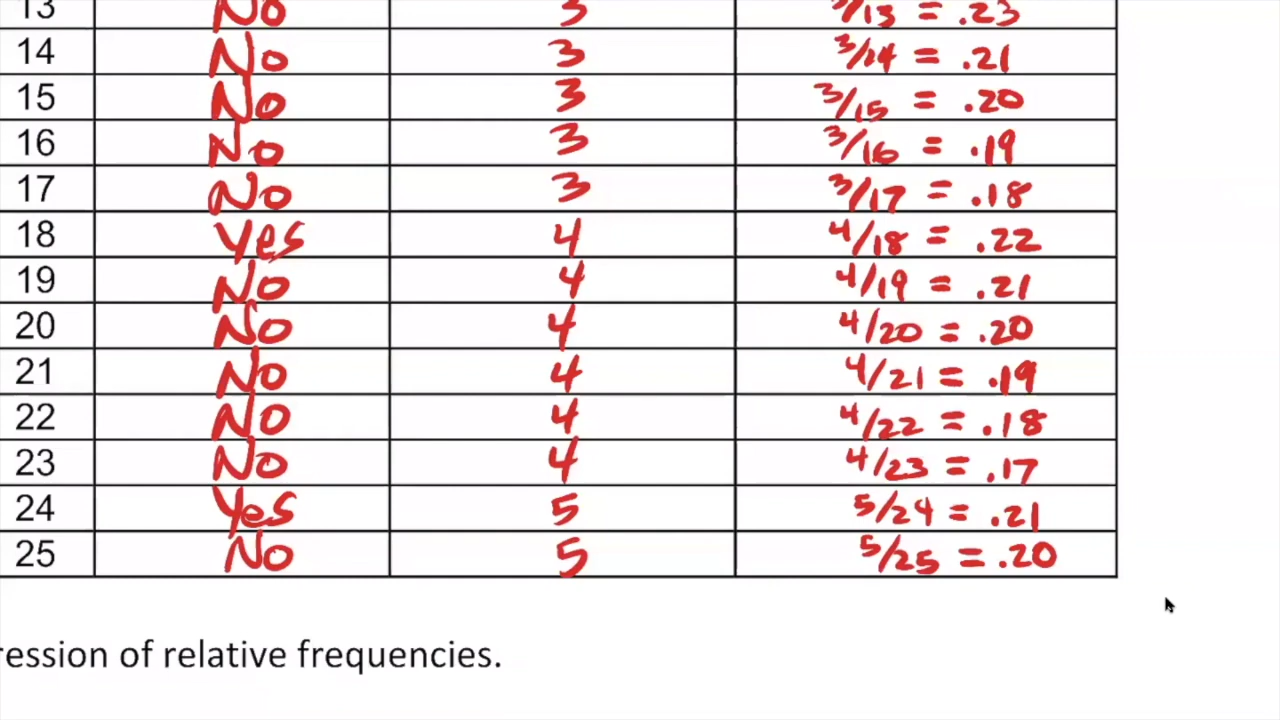 13 No 3 3/13 = .23
14 No 3 3/14 = .21
15 No 3 3/15 = .20
16 No 3 3/16 = .19
17 No 3 3/17 = .18
18 Yes 4 4/18 = .22
19 No 4 4/19 = .21
20 No 4 4/20 = .20
21 No 4 4/21 = .19
22 No 4 4/22 = .18
23 No 4 4/23 = .17
24 Yes 5 5/24 = .21
25 No 5 5/25 = .20
ression of relative frequencies.